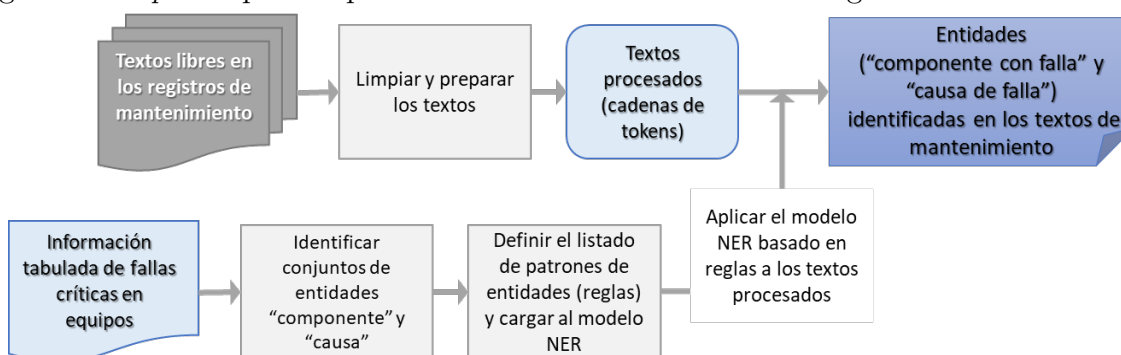 Textos libres en
los registros de
mantenimiento
Limpiar y preparar
los textos
Textos
procesados
(cadenas de
tokens)
Entidades
(“componente con falla” y
“causa de falla”)
identificadas en los textos de
mantenimiento
Información
tabulada de fallas
críticas en
equipos
Identificar
conjuntos de
entidades
“componente” y
“causa”
Definir el listado
de patrones de
entidades (reglas)
y cargar al modelo
NER
Aplicar el modelo
NER basado en
reglas a los textos
procesados